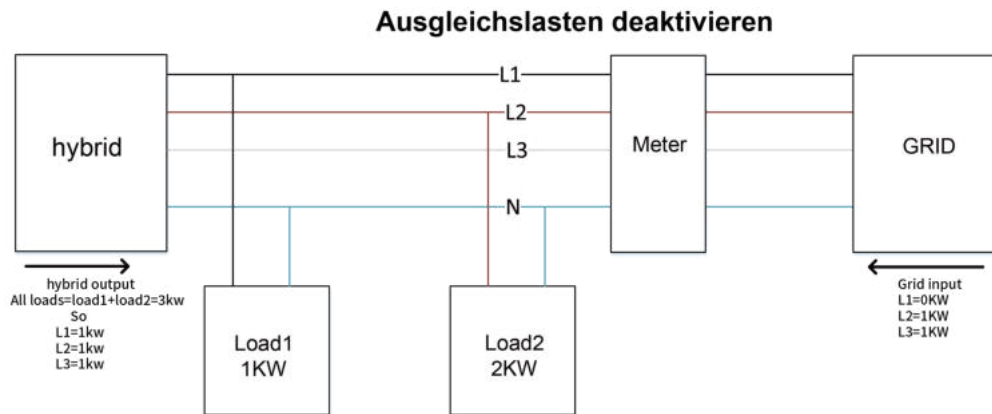 Ausgleichslasten deaktivieren
L1
L2
L3
N
hybrid
Meter
GRID
hybrid output
All loads=load1+load2=3kw
So
L1=1kw
L2=1kw
L3=1kw
Load1
1KW
Load2
2KW
Grid input
L1=0KW
L2=1KW
L3=1KW